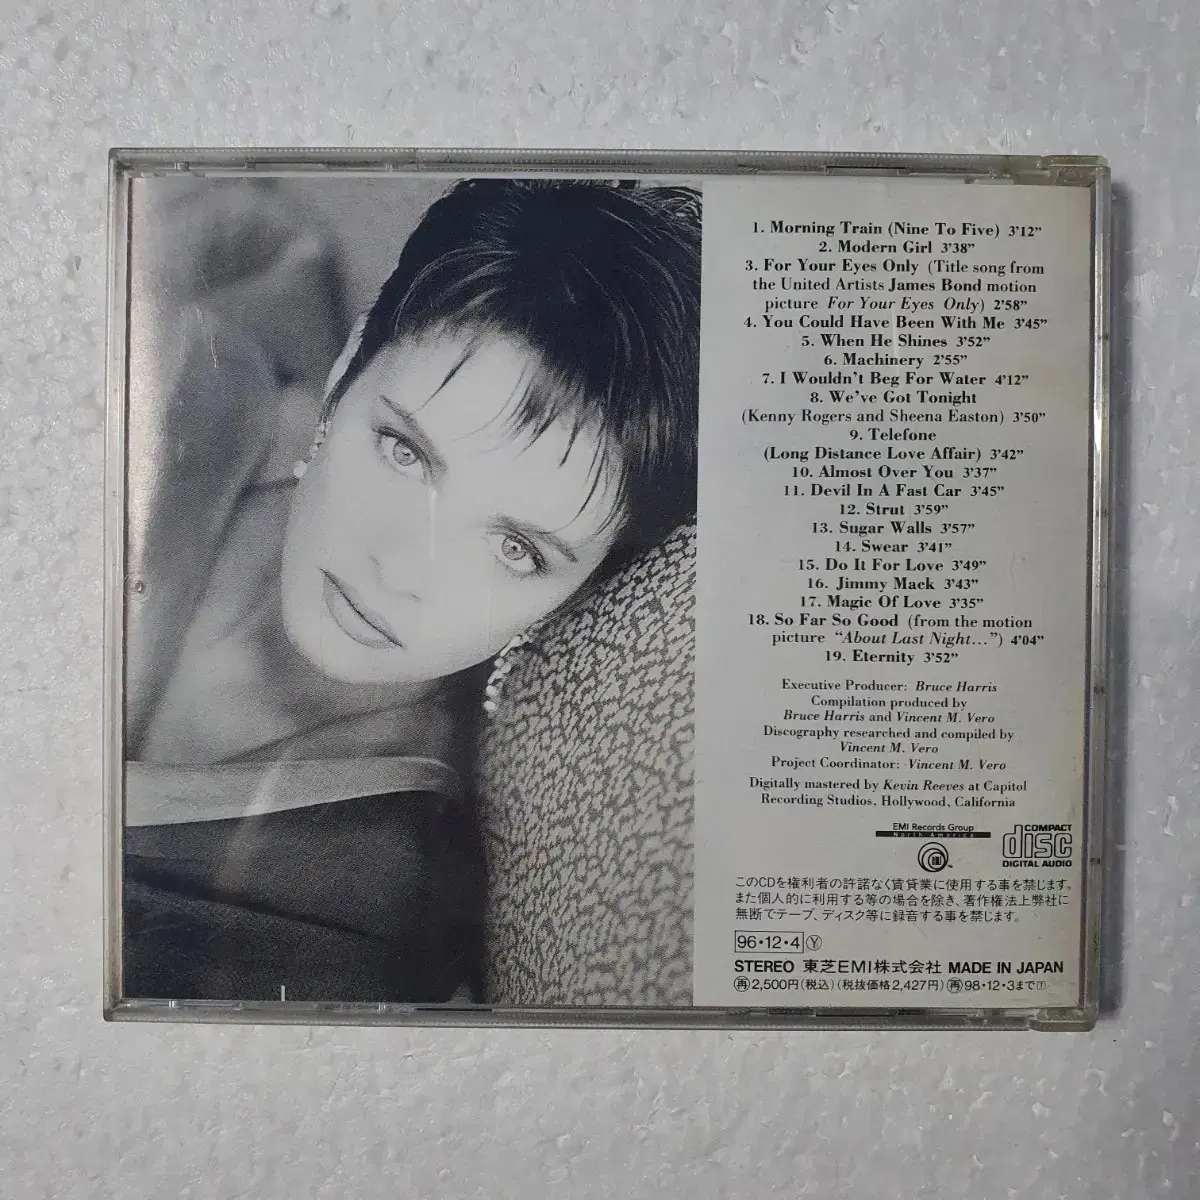 1. Morning Train (Nine To Five) 3'12"
2. Modern Girl 3'38"
3. For Your Eyes Only (Title song from
the United Artists James Bond motion
picture For Your Eyes Only) 2'58"
4. You Could Have Been With Me 3'45"
5. When He Shines 3'52"
6. Machinery 2'55"
7. I Wouldn't Beg For Water 4'12"
8. We've Got Tonight
(Kenny Rogers and Sheena Easton) 3'50"
9. Telefone
(Long Distance Love Affair) 3'42"
10. Almost Over You 3'37"
11. Devil In A Fast Car 3'45"
12. Strut 3'59"
13. Sugar Walls 3'57"
14. Swear 3'41"
15. Do It For Love 3'49"
16. Jimmy Mack 3'43"
17. Magic Of Love 3'35"
18. So Far So Good (from the motion
picture "About Last Night...") 4'04"
19. Eternity 3'52"
Executive Producer: Bruce Harris
Compilation produced by
Bruce Harris and Vincent M. Vero
Discography researched and compiled by
Vincent M. Vero
Project Coordinator: Vincent M. Vero
Digitally mastered by Kevin Reeves at Capitol
Recording Studios, Hollywood, California
EMI Records Group
North America
EMI TM
COMPACT
disc
DIGITAL AUDIO
このCDを権利者の許諾なく賃貸業に使用する事を禁じます。
また個人的に利用する等の場合を除き、著作権法上弊社に
無断でテープ、ディスク等に録音する事を禁じます。
96・12・4 Ⓨ
STEREO 東芝EMI株式会社 MADE IN JAPAN
㊢2,500円(税込)(税抜価格2,427円) 再98・12・3まで